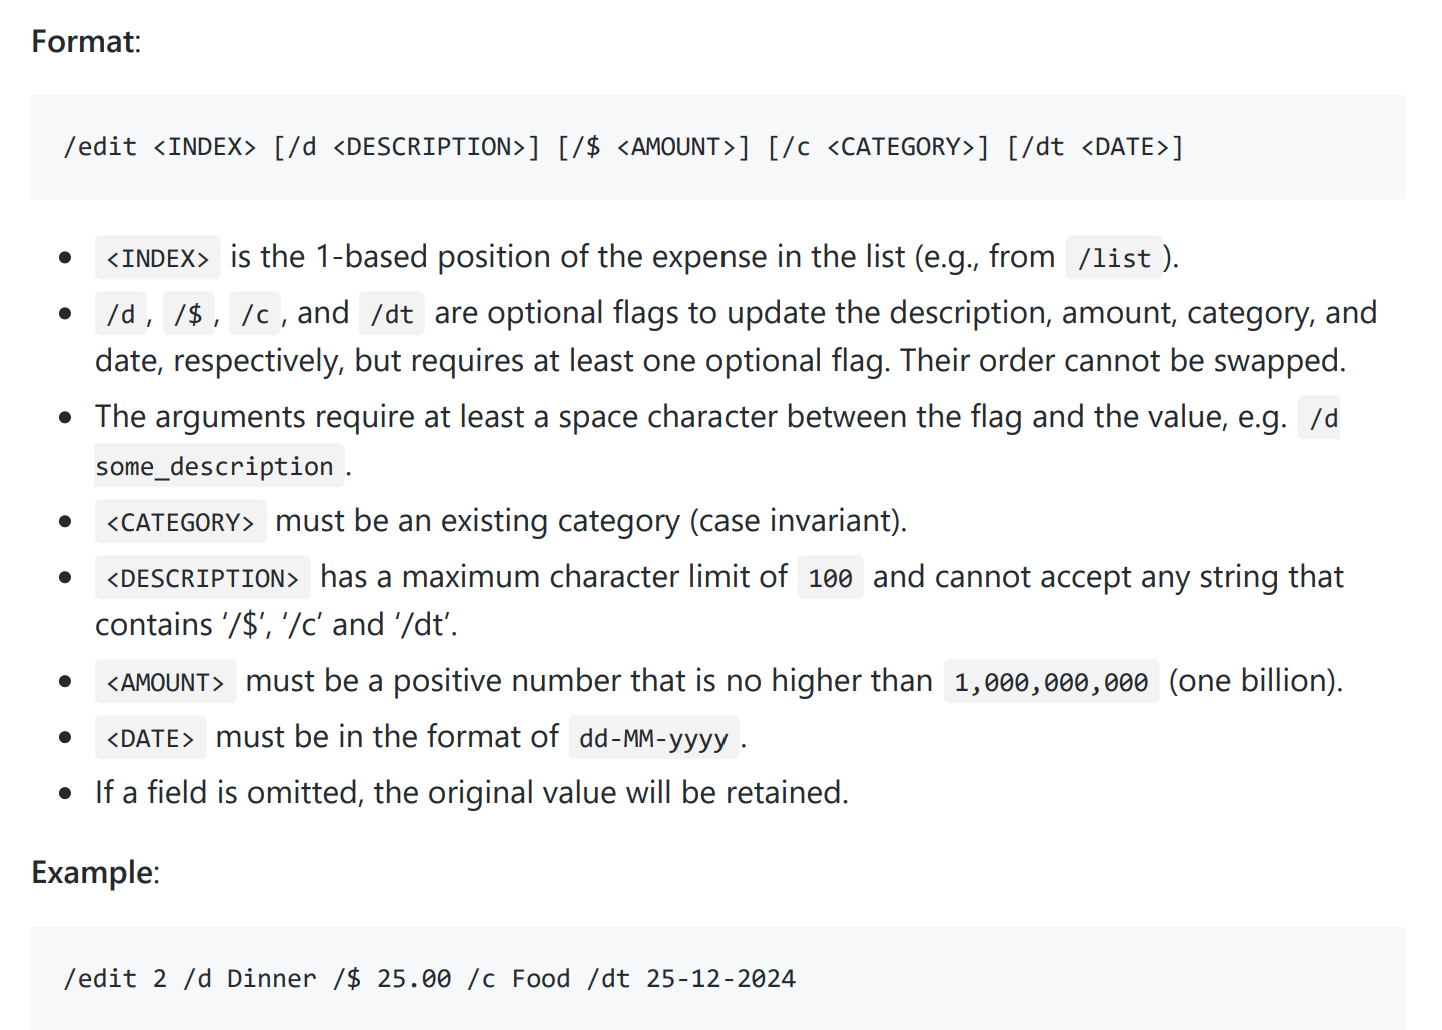 Format:
/edit <INDEX> [/d <DESCRIPTION>] [/$ <AMOUNT>] [/c <CATEGORY>] [/dt <DATE>]
<INDEX> is the 1-based position of the expense in the list (e.g., from /list ).
/d , /$ , /c , and /dt are optional flags to update the description, amount, category, and
date, respectively, but requires at least one optional flag. Their order cannot be swapped.
The arguments require at least a space character between the flag and the value, e.g. /d
some_description .
<CATEGORY> must be an existing category (case invariant).
<DESCRIPTION> has a maximum character limit of 100 and cannot accept any string that
contains ‘/$’, ‘/c’ and ‘/dt’.
<AMOUNT> must be a positive number that is no higher than 1,000,000,000 (one billion).
<DATE> must be in the format of dd-MM-yyyy .
If a field is omitted, the original value will be retained.
Example:
/edit 2 /d Dinner /$ 25.00 /c Food /dt 25-12-2024